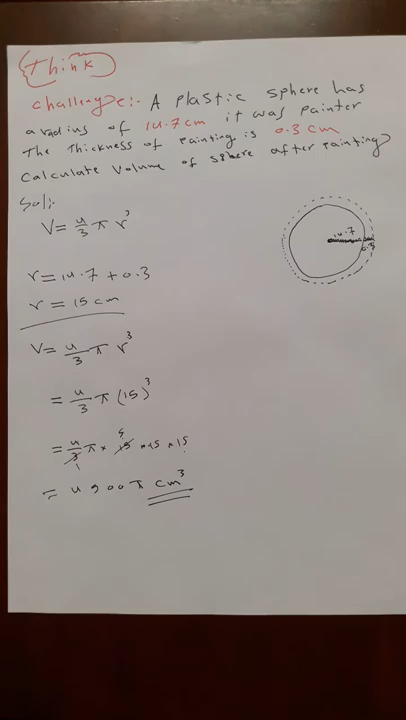 Think
Challenge:- A Plastic sphere has
a radius of 14.7 cm it was painter
The Thickness of Painting is 0.3 cm
Calculate Volume of sphere after Painting?
Sol:
V = 4/3 π r³
14.7
0.3
r = 14.7 + 0.3
r = 15 cm
V = 4/3 π r³
= 4/3 π (15)³
= 4/3 π × 15 × 15 × 15
5
1
= 4500 π cm³